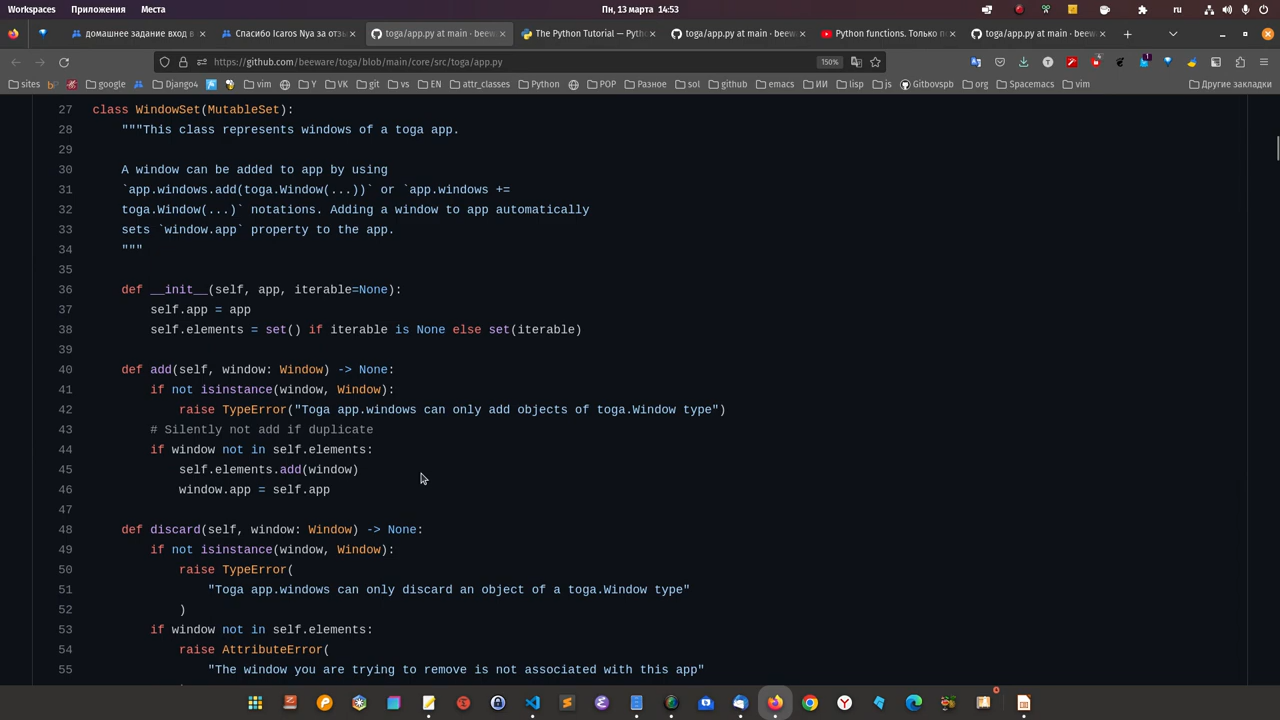 Workspaces Приложения Места Пн, 13 марта 14:53 ru
домашнее задание вход в Спасибо Icaros Nya за отзы toga/app.py at main · beew The Python Tutorial — Py toga/app.py at main · beew Python functions. Только п toga/app.py at main · beew
https://github.com/beeware/toga/blob/main/core/src/toga/app.py 150%
sites google Django4 vim Y VK git vs EN attr_classes Python POP Разное sol github emacs ИИ lisp js Gitbovspb org Spacemacs vim Другие закладки
27 class WindowSet(MutableSet):
28 """This class represents windows of a toga app.
29
30 A window can be added to app by using
31 `app.windows.add(toga.Window(...))` or `app.windows +=
32 toga.Window(...)` notations. Adding a window to app automatically
33 sets `window.app` property to the app.
34 """
35
36 def __init__(self, app, iterable=None):
37 self.app = app
38 self.elements = set() if iterable is None else set(iterable)
39
40 def add(self, window: Window) -> None:
41 if not isinstance(window, Window):
42 raise TypeError("Toga app.windows can only add objects of toga.Window type")
43 # Silently not add if duplicate
44 if window not in self.elements:
45 self.elements.add(window)
46 window.app = self.app
47
48 def discard(self, window: Window) -> None:
49 if not isinstance(window, Window):
50 raise TypeError(
51 "Toga app.windows can only discard an object of a toga.Window type"
52 )
53 if window not in self.elements:
54 raise AttributeError(
55 "The window you are trying to remove is not associated with this app"